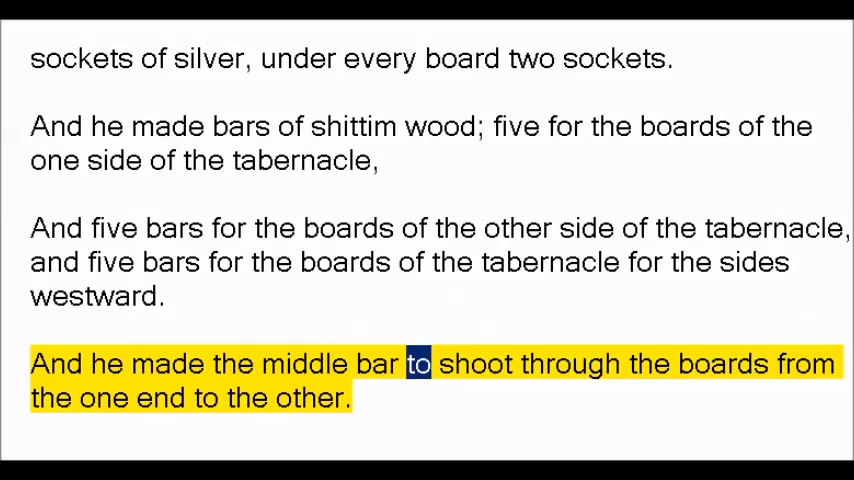 sockets of silver, under every board two sockets.
And he made bars of shittim wood; five for the boards of the
one side of the tabernacle,
And five bars for the boards of the other side of the tabernacle,
and five bars for the boards of the tabernacle for the sides
westward.
And he made the middle bar to shoot through the boards from
the one end to the other.